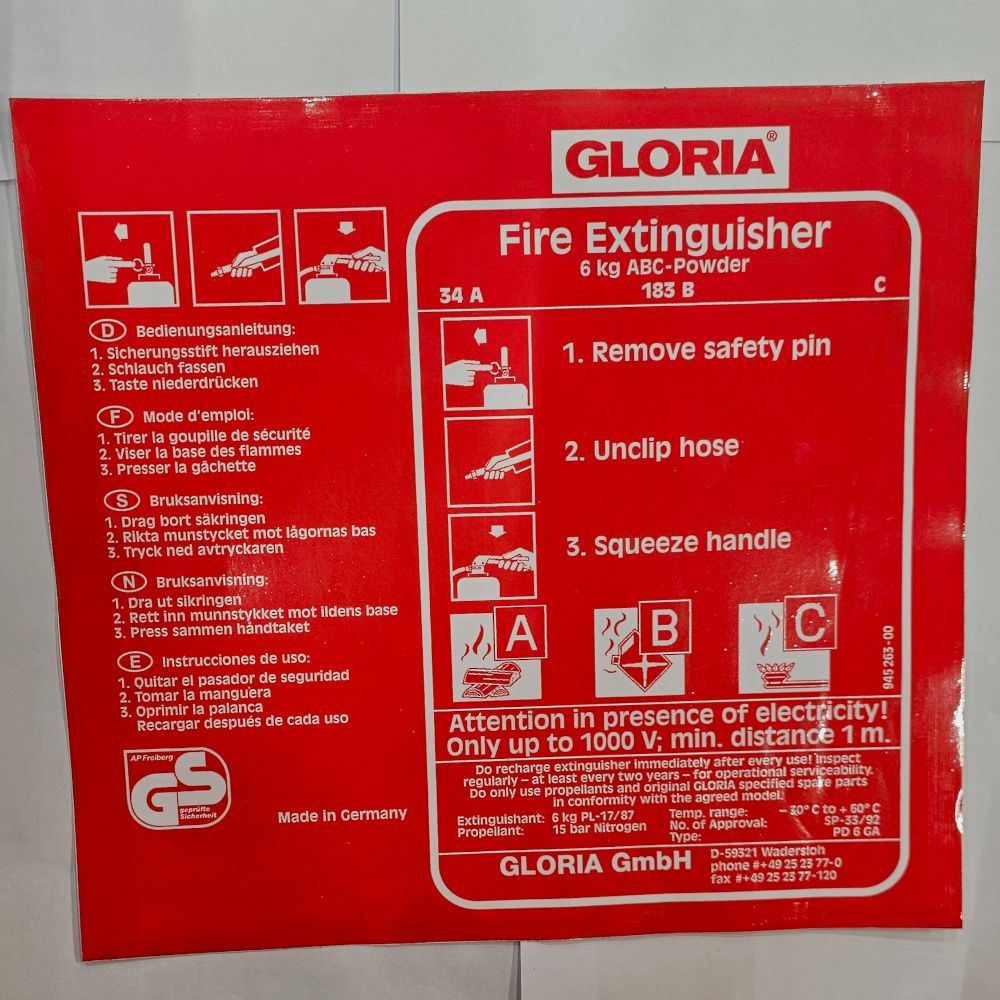 GLORIA®
Fire Extinguisher
6 kg ABC-Powder
34 A 183 B C
1. Remove safety pin
2. Unclip hose
3. Squeeze handle
A B C
945 263-00
Attention in presence of electricity!
Only up to 1000 V; min. distance 1 m.
Do recharge extinguisher immediately after every use! Inspect
regularly – at least every two years – for operational serviceability.
Do only use propellants and original GLORIA specified spare parts
in conformity with the agreed model.
Extinguishant: 6 kg PL-17/87 Temp. range: – 30° C to + 60° C
Propellant: 15 bar Nitrogen No. of Approval: SP-33/92
Type: PD 6 GA
GLORIA GmbH
D-59321 Wadersloh
phone #+49 25 23 77-0
fax #+49 25 23 77-120
D Bedienungsanleitung:
1. Sicherungsstift herausziehen
2. Schlauch fassen
3. Taste niederdrücken
F Mode d'emploi:
1. Tirer la goupille de sécurité
2. Viser la base des flammes
3. Presser la gâchette
S Bruksanvisning:
1. Drag bort säkringen
2. Rikta munstycket mot lågornas bas
3. Tryck ned avtryckaren
N Bruksanvisning:
1. Dra ut sikringen
2. Rett inn munnstykket mot ildens base
3. Press sammen håndtaket
E Instrucciones de uso:
1. Quitar el pasador de seguridad
2. Tomar la manguera
3. Oprimir la palanca
Recargar después de cada uso
AP Freiberg
GS
geprüfte
Sicherheit
Made in Germany